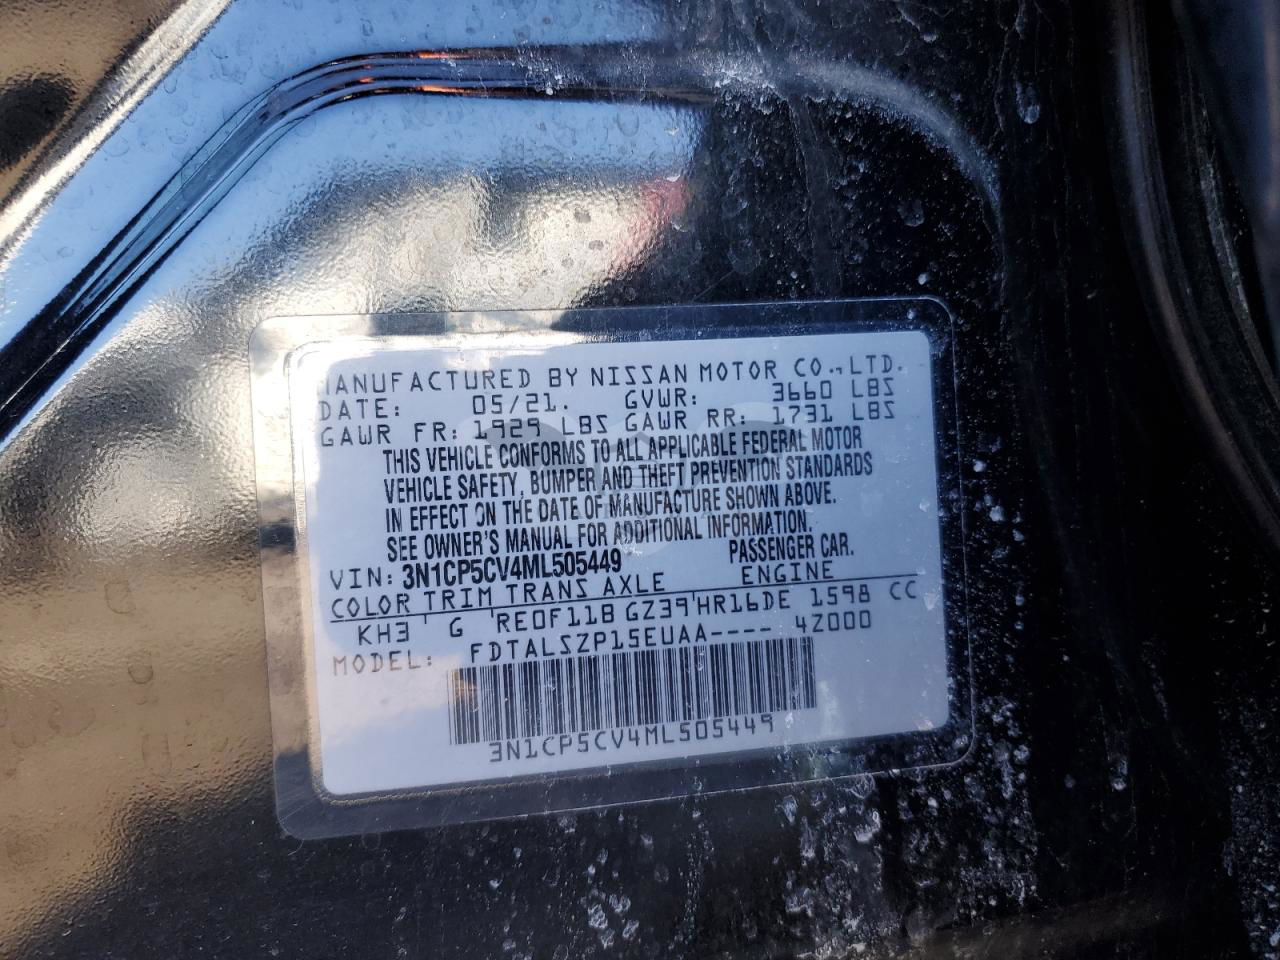 MANUFACTURED BY NISSAN MOTOR CO., LTD.
DATE: 05/21. GVWR: 3660 LBS
GAWR FR: 1929 LBS GAWR RR: 1731 LBS
THIS VEHICLE CONFORMS TO ALL APPLICABLE FEDERAL MOTOR
VEHICLE SAFETY, BUMPER AND THEFT PREVENTION STANDARDS
IN EFFECT ON THE DATE OF MANUFACTURE SHOWN ABOVE.
SEE OWNER'S MANUAL FOR ADDITIONAL INFORMATION.
VIN: 3N1CP5CV4ML505449 PASSENGER CAR.
COLOR TRIM TRANS AXLE ENGINE
KH3 G RE0F11B GZ39 HR16DE 1598 CC
MODEL: FDTALSZP15EUAA---- 4Z000
3N1CP5CV4ML505449